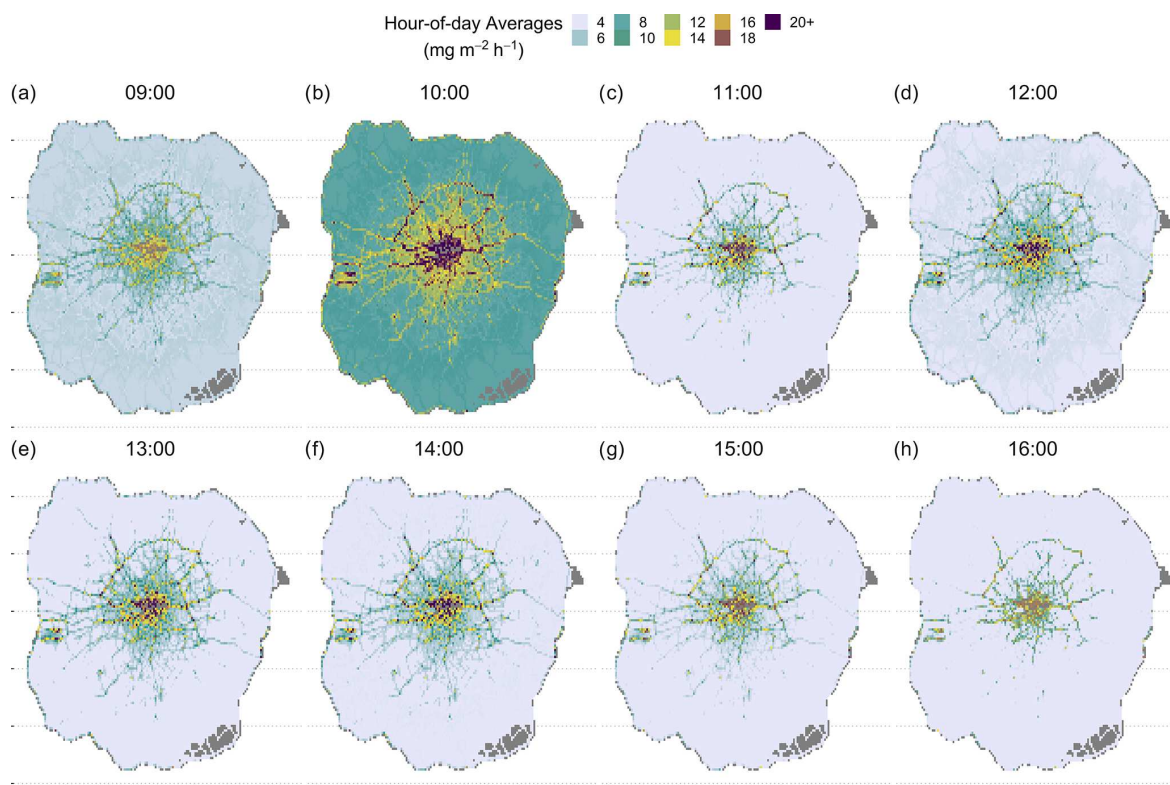 Hour-of-day Averages 4 8 12 16 20+
(mg m⁻² h⁻¹) 6 10 14 18
(a) 09:00 (b) 10:00 (c) 11:00 (d) 12:00
(e) 13:00 (f) 14:00 (g) 15:00 (h) 16:00